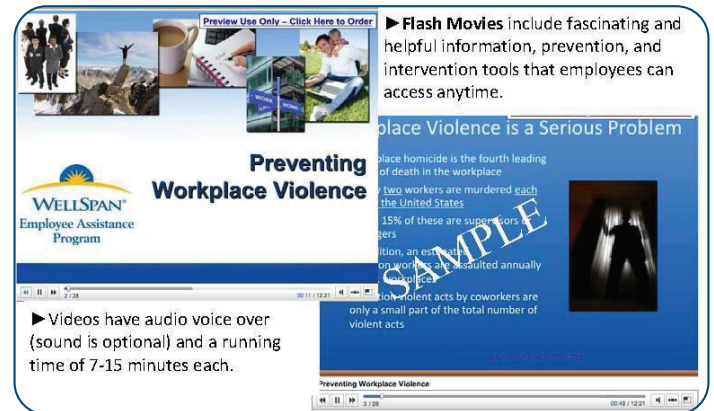 Preview Use Only – Click Here to Order
►Flash Movies include fascinating and
helpful information, prevention, and
intervention tools that employees can
access anytime.
WORK
HOME
Preventing
Workplace Violence
WELLSPAN®
Employee Assistance
Program
2 / 28
00:11 / 12:21
place Violence is a Serious Problem
place homicide is the fourth leading
of death in the workplace
two workers are murdered each
the United States
15% of these are supervisors or
gers
dition, an
on workers are assaulted annually
workplaces
violent acts by coworkers are
only a small part of the total number of
violent acts
SAMPLE
Preventing Workplace Violence
3 / 28
00:48 / 12:21
►Videos have audio voice over
(sound is optional) and a running
time of 7-15 minutes each.